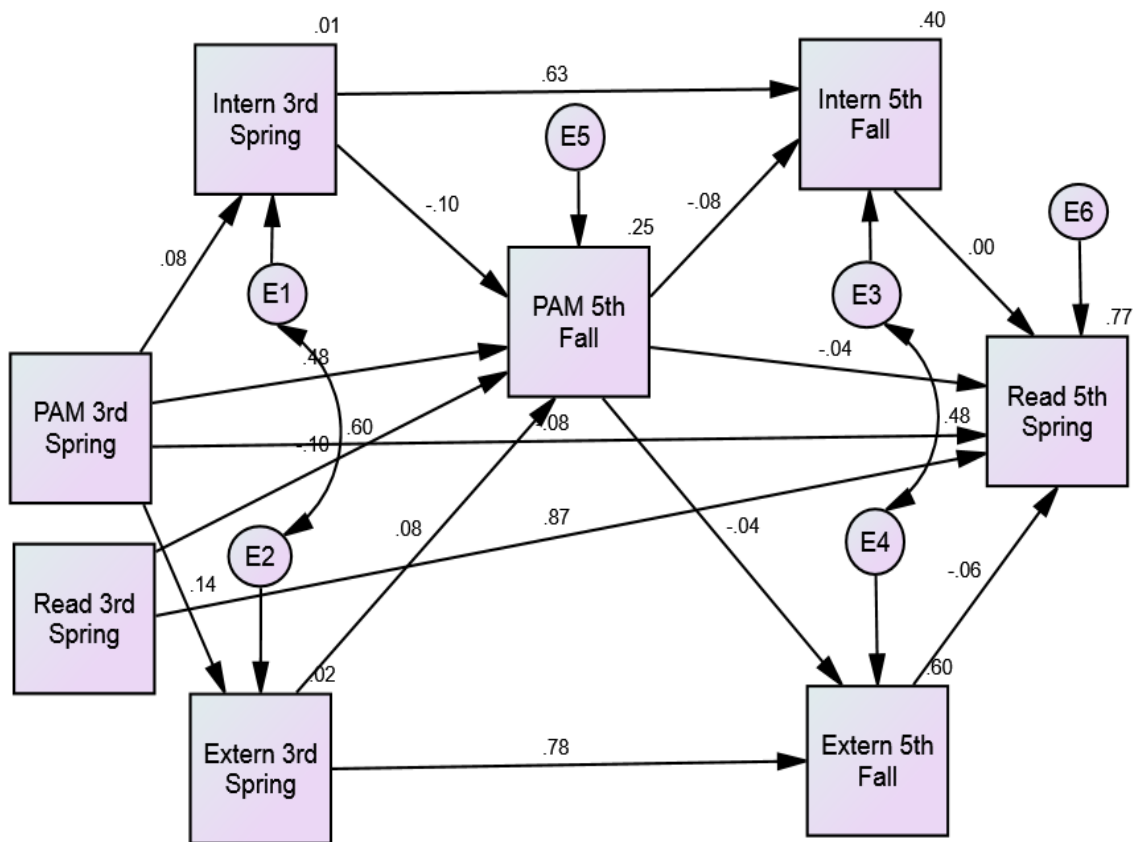 .01
.40
Intern 3rd
Spring
.63
Intern 5th
Fall
E5
-.10
-.08
.25
E6
.08
.00
E1
PAM 5th
Fall
E3
.77
.48
-.04
PAM 3rd
Spring
.60
-.10
.08
.48
Read 5th
Spring
.87
.08
-.04
E2
E4
.14
-.06
Read 3rd
Spring
.02
.60
Extern 3rd
Spring
.78
Extern 5th
Fall